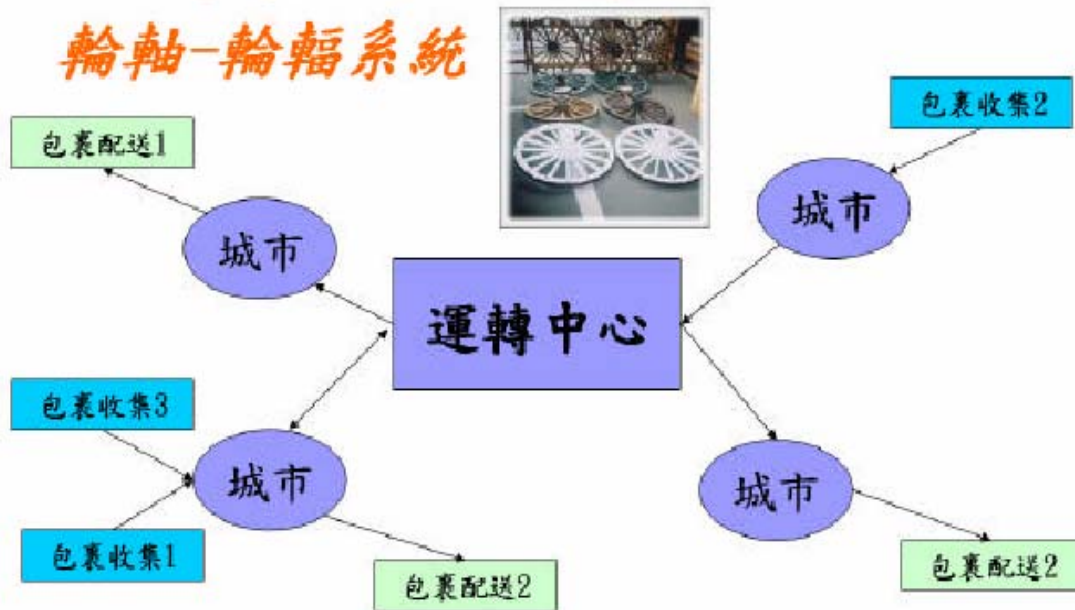 輪軸-輪輻系統
包裹收集2
包裹配送1
城市
城市
運轉中心
包裹收集3
城市
城市
包裹收集1
包裹配送2
包裹配送2